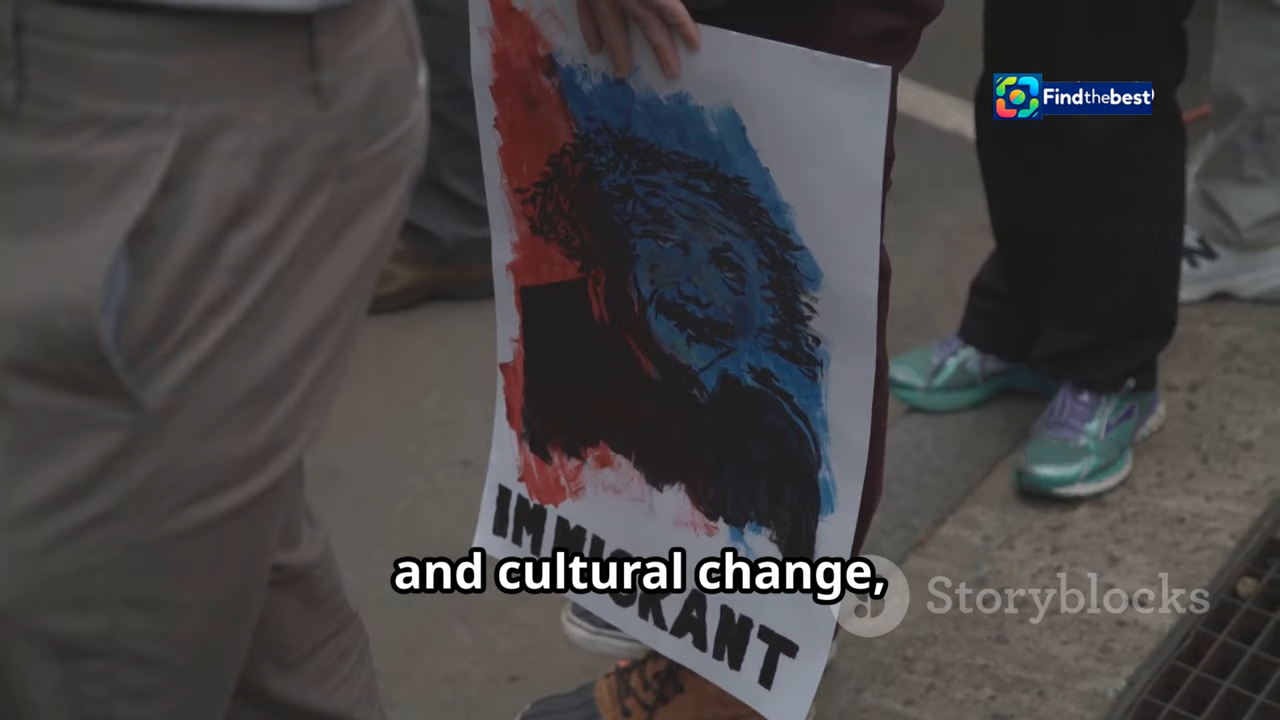 Findthebest
and cultural change,
IMMIGRANT
Storyblocks